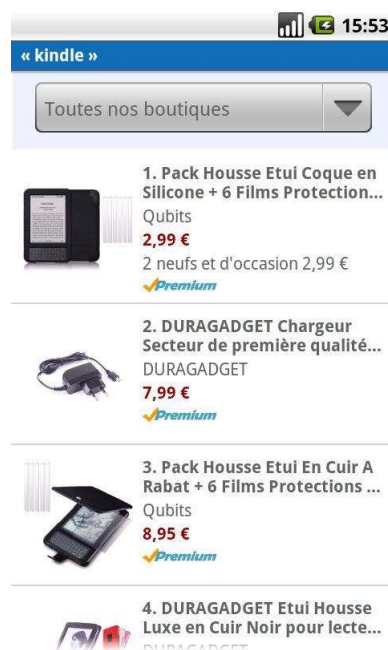 15:53
« kindle »
Toutes nos boutiques
1. Pack Housse Etui Coque en
Silicone + 6 Films Protection...
Qubits
2,99 €
2 neufs et d'occasion 2,99 €
Premium
2. DURAGADGET Chargeur
Secteur de première qualité...
DURAGADGET
7,99 €
Premium
3. Pack Housse Etui En Cuir A
Rabat + 6 Films Protections ...
Qubits
8,95 €
Premium
4. DURAGADGET Etui Housse
Luxe en Cuir Noir pour lecte...
DURAGADGET